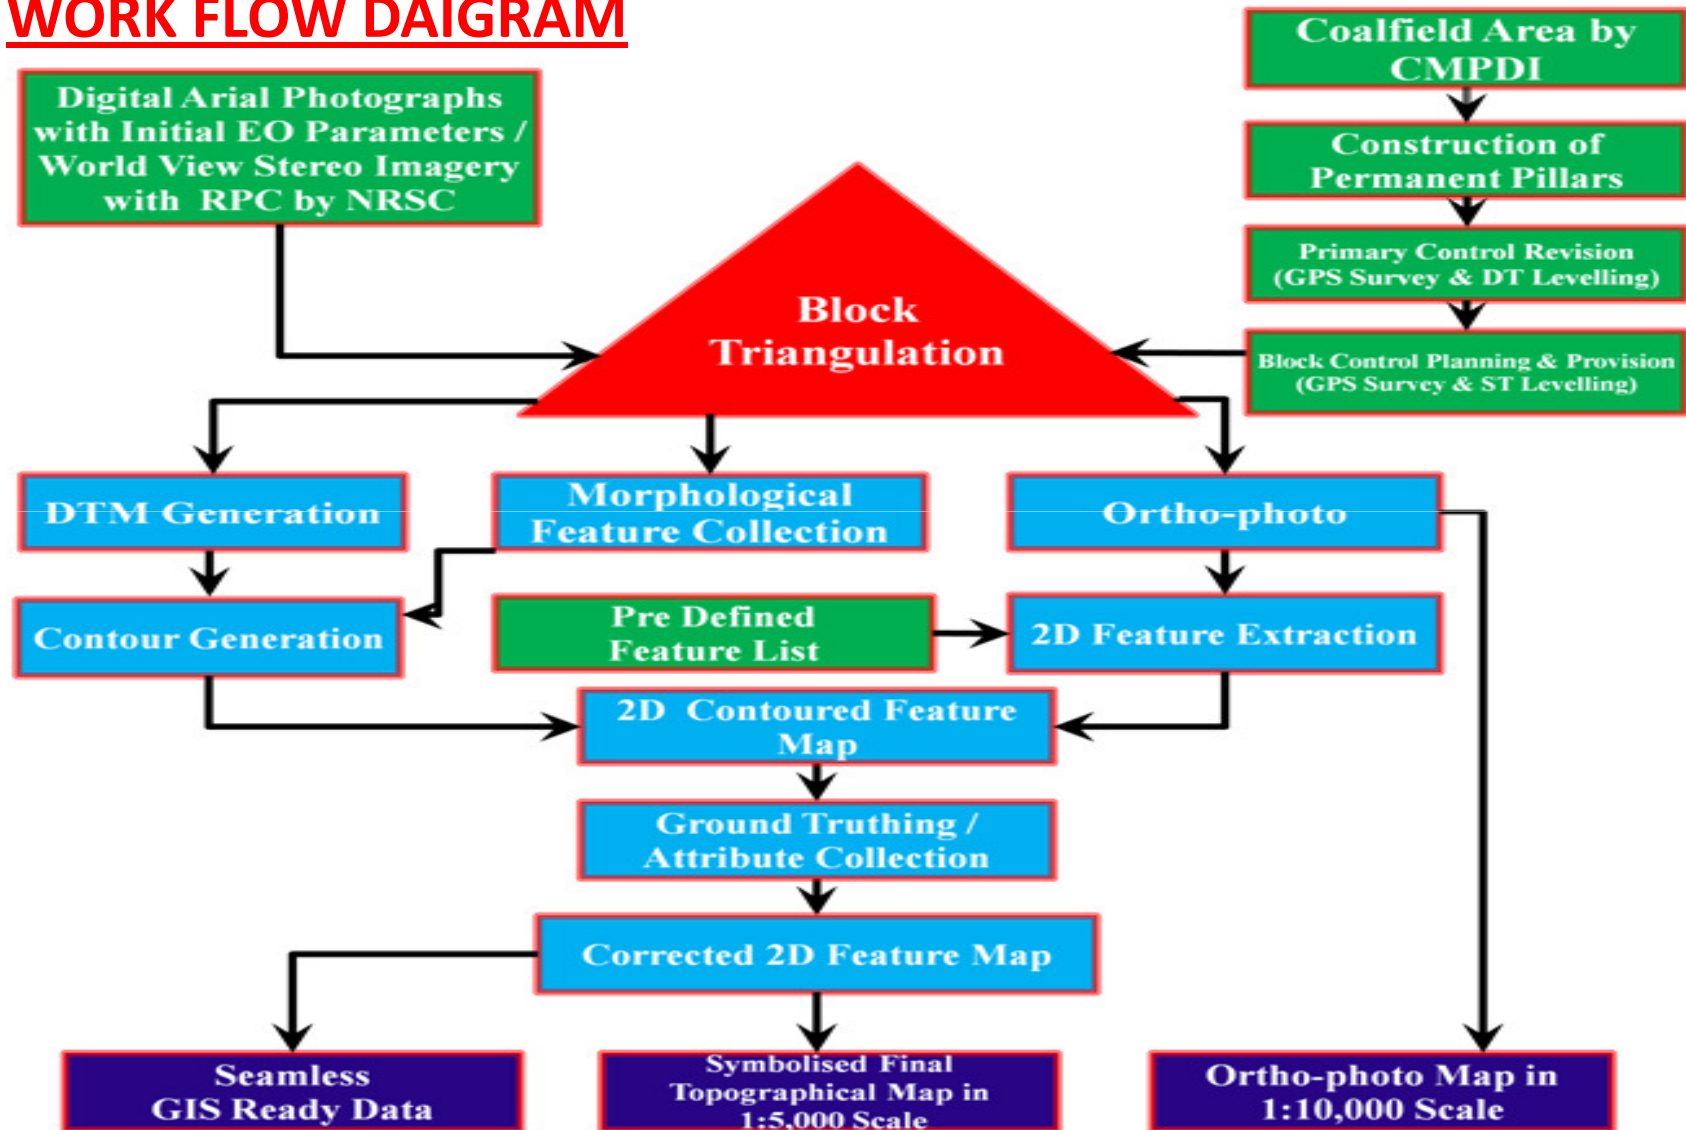 WORK FLOW DAIGRAM
Coalfield Area by
CMPDI
Digital Arial Photographs
with Initial EO Parameters /
World View Stereo Imagery
with RPC by NRSC
Construction of
Permanent Pillars
Primary Control Revision
(GPS Survey & DT Levelling)
Block
Triangulation
Block Control Planning & Provision
(GPS Survey & ST Levelling)
DTM Generation
Morphological
Feature Collection
Ortho-photo
Contour Generation
Pre Defined
Feature List
2D Feature Extraction
2D Contoured Feature
Map
Ground Truthing /
Attribute Collection
Corrected 2D Feature Map
Seamless
GIS Ready Data
Symbolised Final
Topographical Map in
1:5,000 Scale
Ortho-photo Map in
1:10,000 Scale